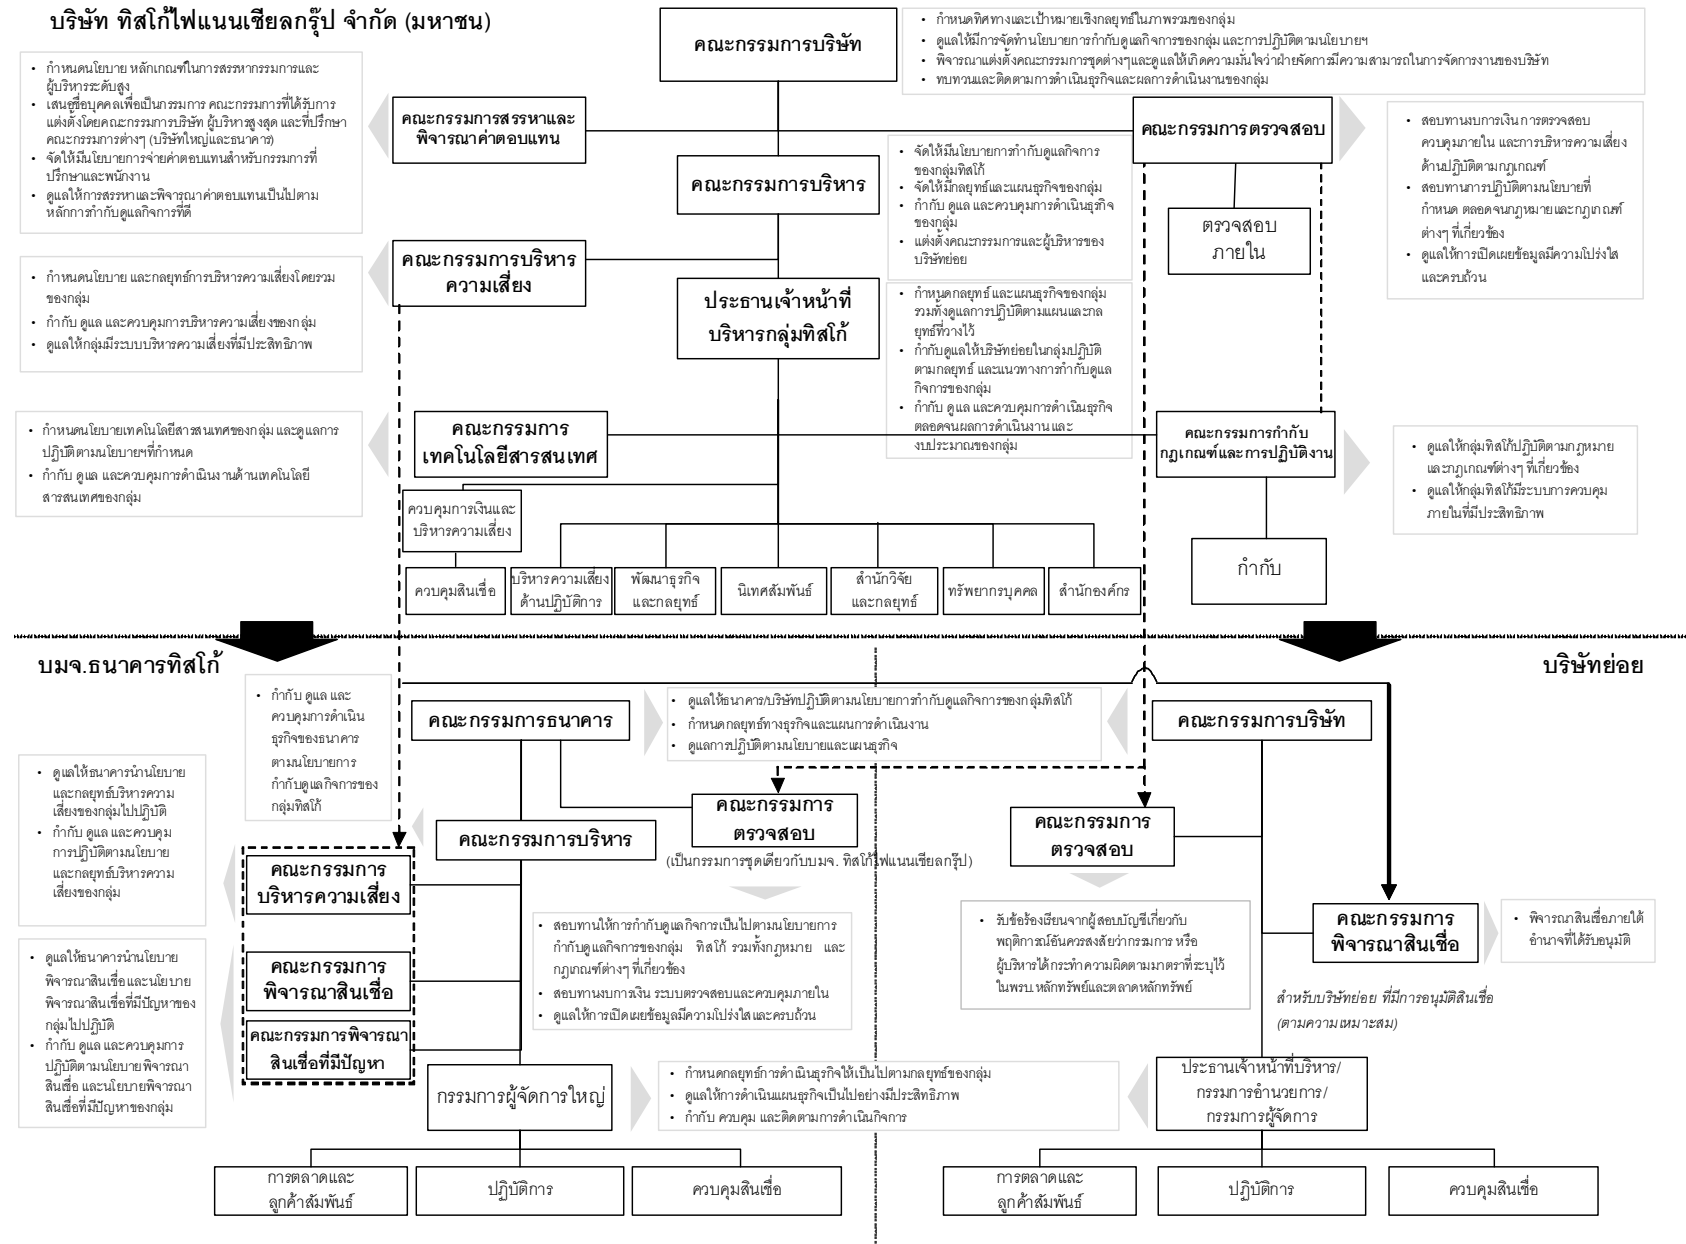 บริษัท ทิสโก้ไฟแนนเชียลกรุ๊ป จำกัด (มหาชน)
คณะกรรมการบริษัท
• กำหนดทิศทางและเป้าหมายเชิงกลยุทธ์ในภาพรวมของกลุ่ม
• ดูแลให้มีการจัดทำนโยบายการกำกับดูแลกิจการของกลุ่ม และการปฏิบัติตามนโยบายฯ
• พิจารณาแต่งตั้งคณะกรรมการชุดต่างๆและดูแลให้เกิดความมั่นใจว่าฝ่ายจัดการมีความสามารถในการจัดการงานของบริษัท
• ทบทวนและติดตามการดำเนินธุรกิจและผลการดำเนินงานของกลุ่ม
• กำหนดนโยบาย หลักเกณฑ์ในการสรรหากรรมการและ
ผู้บริหารระดับสูง
• เสนอชื่อบุคคลเพื่อเป็นกรรมการ คณะกรรมการที่ได้รับการ
แต่งตั้งโดยคณะกรรมการบริษัท ผู้บริหารสูงสุด และที่ปรึกษา
คณะกรรมการต่างๆ (บริษัทใหญ่และธนาคาร)
• จัดให้มีนโยบายการจ่ายค่าตอบแทนสำหรับกรรมการที่
ปรึกษาและพนักงาน
• ดูแลให้การสรรหาและพิจารณาค่าตอบแทนเป็นไปตาม
หลักการกำกับดูแลกิจการที่ดี
คณะกรรมการสรรหาและ
พิจารณาค่าตอบแทน
คณะกรรมการตรวจสอบ
• สอบทานงบการเงิน การตรวจสอบ
ควบคุมภายใน และการบริหารความเสี่ยง
ด้านปฏิบัติตามกฎเกณฑ์
• สอบทานการปฏิบัติตามนโยบายที่
กำหนด ตลอดจนกฎหมายและกฎเกณฑ์
ต่างๆ ที่เกี่ยวข้อง
• ดูแลให้การเปิดเผยข้อมูลมีความโปร่งใส
และครบถ้วน
คณะกรรมการบริหาร
• จัดให้มีนโยบายการกำกับดูแลกิจการ
ของกลุ่มทิสโก้
• จัดให้มีกลยุทธ์และแผนธุรกิจของกลุ่ม
• กำกับ ดูแล และควบคุมการดำเนินธุรกิจ
ของกลุ่ม
• แต่งตั้งคณะกรรมการและผู้บริหารของ
บริษัทย่อย
ตรวจสอบ
ภายใน
• กำหนดนโยบาย และกลยุทธ์การบริหารความเสี่ยงโดยรวม
ของกลุ่ม
• กำกับ ดูแล และควบคุมการบริหารความเสี่ยงของกลุ่ม
• ดูแลให้กลุ่มมีระบบบริหารความเสี่ยงที่มีประสิทธิภาพ
คณะกรรมการบริหาร
ความเสี่ยง
ประธานเจ้าหน้าที่
บริหารกลุ่มทิสโก้
• กำหนดกลยุทธ์ และแผนธุรกิจของกลุ่ม
รวมทั้งดูแลการปฏิบัติตามแผนและกล
ยุทธ์ที่วางไว้
• กำกับดูแลให้บริษัทย่อยในกลุ่มปฏิบัติ
ตามกลยุทธ์ และแนวทางการกำกับดูแล
กิจการของกลุ่ม
• กำกับ ดูแล และควบคุมการดำเนินธุรกิจ
ตลอดจนผลการดำเนินงาน และ
งบประมาณของกลุ่ม
• กำหนดนโยบายเทคโนโลยีสารสนเทศของกลุ่ม และดูแลการ
ปฏิบัติตามนโยบายฯที่กำหนด
• กำกับ ดูแล และควบคุมการดำเนินงานด้านเทคโนโลยี
สารสนเทศของกลุ่ม
คณะกรรมการ
เทคโนโลยีสารสนเทศ
คณะกรรมการกำกับ
กฎเกณฑ์และการปฏิบัติงาน
• ดูแลให้กลุ่มทิสโก้ปฏิบัติตามกฎหมาย
และกฎเกณฑ์ต่างๆ ที่เกี่ยวข้อง
• ดูแลให้กลุ่มทิสโก้มีระบบการควบคุม
ภายในที่มีประสิทธิภาพ
ควบคุมการเงินและ
บริหารความเสี่ยง
กำกับ
ควบคุมสินเชื่อ
บริหารความเสี่ยง
ด้านปฏิบัติการ
พัฒนาธุรกิจ
และกลยุทธ์
นิเทศสัมพันธ์
สำนักวิจัย
และกลยุทธ์
ทรัพยากรบุคคล
สำนักองค์กร
บมจ.ธนาคารทิสโก้
บริษัทย่อย
• กำกับ ดูแล และ
ควบคุมการดำเนิน
ธุรกิจของธนาคาร
ตามนโยบายการ
กำกับดูแลกิจการของ
กลุ่มทิสโก้
คณะกรรมการธนาคาร
• ดูแลให้ธนาคาร/บริษัทปฏิบัติตามนโยบายการกำกับดูแลกิจการของกลุ่มทิสโก้
• กำหนดกลยุทธ์ทางธุรกิจและแผนการดำเนินงาน
• ดูแลการปฏิบัติตามนโยบายและแผนธุรกิจ
คณะกรรมการบริษัท
• ดูแลให้ธนาคารนำนโยบาย
และกลยุทธ์บริหารความ
เสี่ยงของกลุ่มไปปฏิบัติ
• กำกับ ดูแล และควบคุม
การปฏิบัติตามนโยบาย
และกลยุทธ์บริหารความ
เสี่ยงของกลุ่ม
คณะกรรมการบริหาร
คณะกรรมการ
ตรวจสอบ
(เป็นกรรมการชุดเดียวกับบมจ. ทิสโก้ไฟแนนเชียลกรุ๊ป)
คณะกรรมการ
ตรวจสอบ
คณะกรรมการ
บริหารความเสี่ยง
• สอบทานให้การกำกับดูแลกิจการเป็นไปตามนโยบายการ
กำกับดูแลกิจการของกลุ่ม ทิสโก้ รวมทั้งกฎหมาย และ
กฎเกณฑ์ต่างๆ ที่เกี่ยวข้อง
• สอบทานงบการเงิน ระบบตรวจสอบและควบคุมภายใน
• ดูแลให้การเปิดเผยข้อมูลมีความโปร่งใสและครบถ้วน
• รับข้อร้องเรียนจากผู้สอบบัญชีเกี่ยวกับ
พฤติการณ์อันควรสงสัยว่ากรรมการ หรือ
ผู้บริหารได้กระทำความผิดตามมาตราที่ระบุไว้
ในพรบ.หลักทรัพย์และตลาดหลักทรัพย์
คณะกรรมการ
พิจารณาสินเชื่อ
• พิจารณาสินเชื่อภายใต้
อำนาจที่ได้รับอนุมัติ
สำหรับบริษัทย่อย ที่มีการอนุมัติสินเชื่อ
(ตามความเหมาะสม)
• ดูแลให้ธนาคารนำนโยบาย
พิจารณาสินเชื่อและนโยบาย
พิจารณาสินเชื่อที่มีปัญหาของ
กลุ่มไปปฏิบัติ
• กำกับ ดูแล และควบคุมการ
ปฏิบัติตามนโยบายพิจารณา
สินเชื่อ และนโยบายพิจารณา
สินเชื่อที่มีปัญหาของกลุ่ม
คณะกรรมการ
พิจารณาสินเชื่อ
คณะกรรมการพิจารณา
สินเชื่อที่มีปัญหา
กรรมการผู้จัดการใหญ่
• กำหนดกลยุทธ์การดำเนินธุรกิจให้เป็นไปตามกลยุทธ์ของกลุ่ม
• ดูแลให้การดำเนินแผนธุรกิจเป็นไปอย่างมีประสิทธิภาพ
• กำกับ ควบคุม และติดตามการดำเนินกิจการ
ประธานเจ้าหน้าที่บริหาร/
กรรมการอำนวยการ/
กรรมการผู้จัดการ
การตลาดและ
ลูกค้าสัมพันธ์
ปฏิบัติการ
ควบคุมสินเชื่อ
การตลาดและ
ลูกค้าสัมพันธ์
ปฏิบัติการ
ควบคุมสินเชื่อ